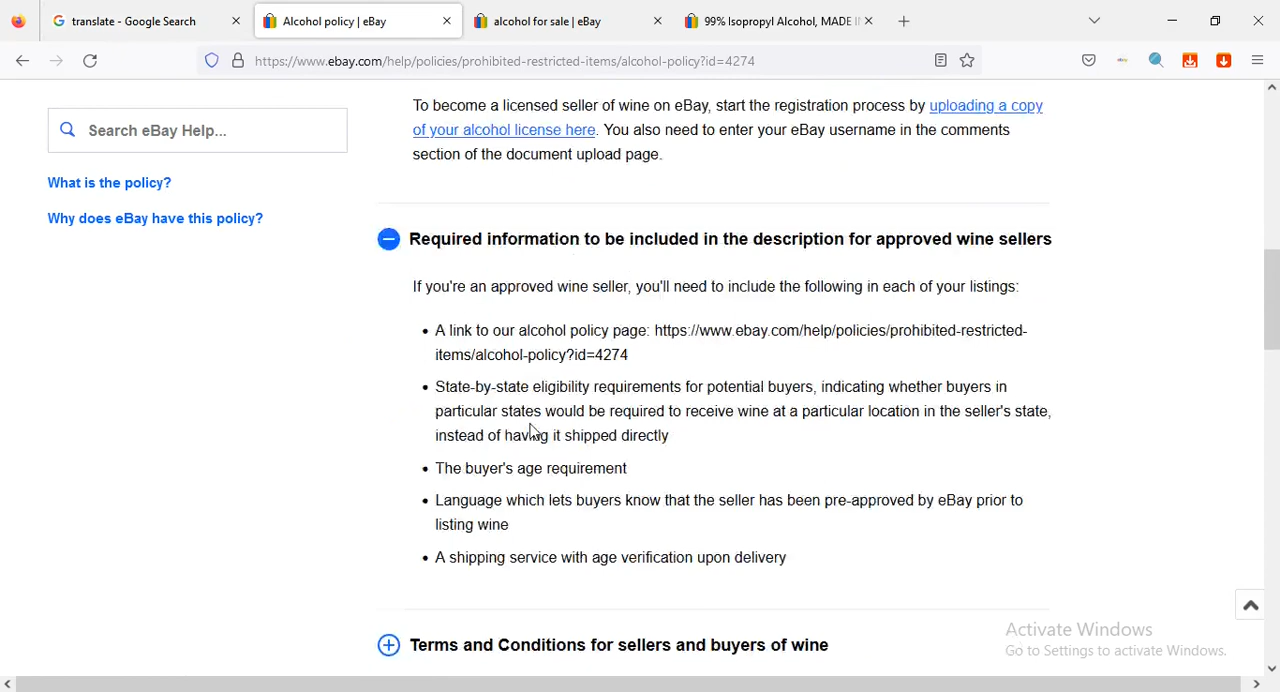 translate - Google Search
Alcohol policy | eBay
alcohol for sale | eBay
99% Isopropyl Alcohol, MADE I
https://www.ebay.com/help/policies/prohibited-restricted-items/alcohol-policy?id=4274
Search eBay Help...
What is the policy?
Why does eBay have this policy?
To become a licensed seller of wine on eBay, start the registration process by uploading a copy
of your alcohol license here. You also need to enter your eBay username in the comments
section of the document upload page.
Required information to be included in the description for approved wine sellers
If you're an approved wine seller, you'll need to include the following in each of your listings:
• A link to our alcohol policy page: https://www.ebay.com/help/policies/prohibited-restricted-
items/alcohol-policy?id=4274
• State-by-state eligibility requirements for potential buyers, indicating whether buyers in
particular states would be required to receive wine at a particular location in the seller's state,
instead of having it shipped directly
• The buyer's age requirement
• Language which lets buyers know that the seller has been pre-approved by eBay prior to
listing wine
• A shipping service with age verification upon delivery
Terms and Conditions for sellers and buyers of wine
Activate Windows
Go to Settings to activate Windows.